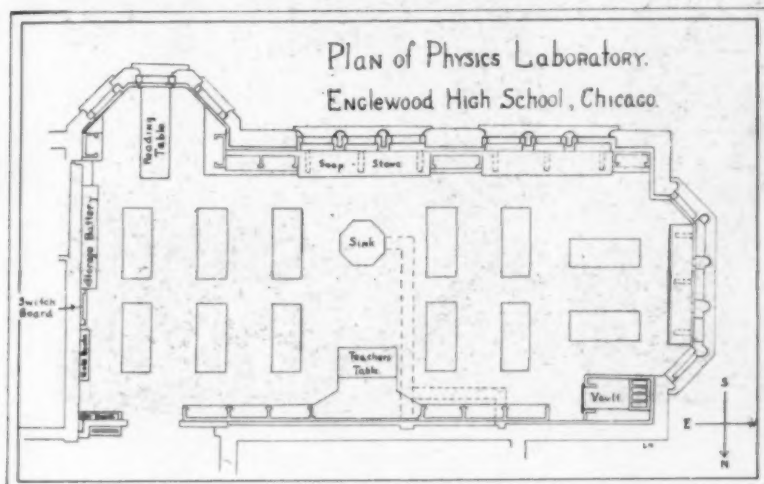 Plan of Physics Laboratory.
Englewood High School, Chicago.
Reading
Table
Soap Stone
Storage Battery
Sink
Switch
Board
Teachers
Table
Vault
S
E
N